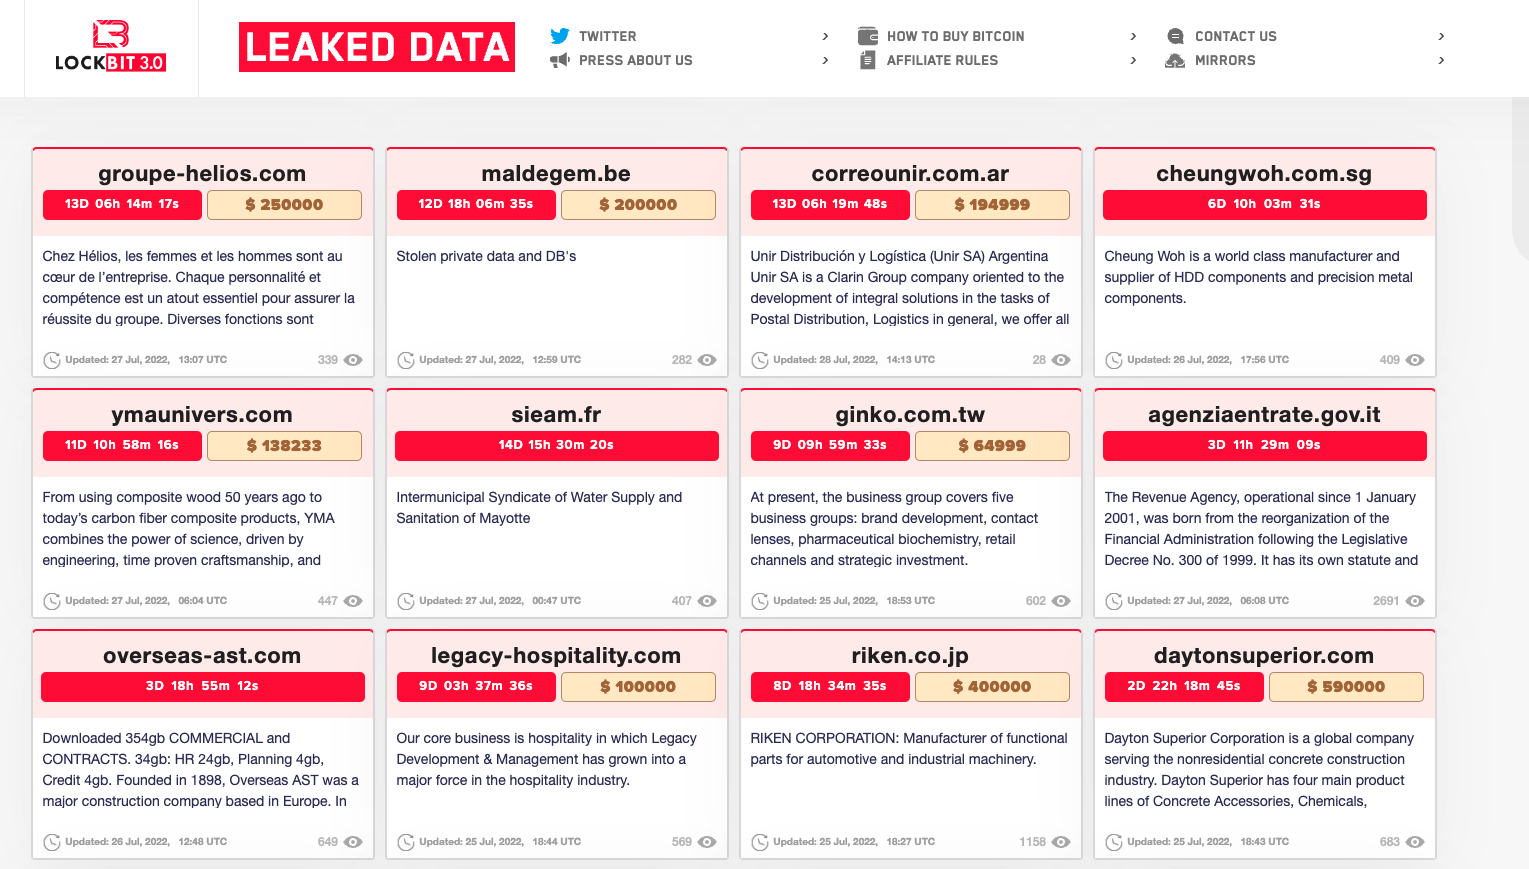 LOCKBIT 3.0
LEAKED DATA
TWITTER >
PRESS ABOUT US >
HOW TO BUY BITCOIN >
AFFILIATE RULES >
CONTACT US >
MIRRORS >
groupe-helios.com
13D 06h 14m 17s $ 250000
Chez Hélios, les femmes et les hommes sont au
cœur de l’entreprise. Chaque personnalité et
compétence est un atout essentiel pour assurer la
réussite du groupe. Diverses fonctions sont
Updated: 27 Jul, 2022, 13:07 UTC 339
maldegem.be
12D 18h 06m 35s $ 200000
Stolen private data and DB's
Updated: 27 Jul, 2022, 12:59 UTC 282
correounir.com.ar
13D 06h 19m 48s $ 194999
Unir Distribución y Logística (Unir SA) Argentina
Unir SA is a Clarin Group company oriented to the
development of integral solutions in the tasks of
Postal Distribution, Logistics in general, we offer all
Updated: 28 Jul, 2022, 14:13 UTC 28
cheungwoh.com.sg
6D 10h 03m 31s
Cheung Woh is a world class manufacturer and
supplier of HDD components and precision metal
components.
Updated: 26 Jul, 2022, 17:56 UTC 409
ymaunivers.com
11D 10h 58m 16s $ 138233
From using composite wood 50 years ago to
today’s carbon fiber composite products, YMA
combines the power of science, driven by
engineering, time proven craftsmanship, and
Updated: 27 Jul, 2022, 06:04 UTC 447
sieam.fr
14D 15h 30m 20s
Intermunicipal Syndicate of Water Supply and
Sanitation of Mayotte
Updated: 27 Jul, 2022, 00:47 UTC 407
ginko.com.tw
9D 09h 59m 33s $ 64999
At present, the business group covers five
business groups: brand development, contact
lenses, pharmaceutical biochemistry, retail
channels and strategic investment.
Updated: 25 Jul, 2022, 18:53 UTC 602
agenziaentrate.gov.it
3D 11h 29m 09s
The Revenue Agency, operational since 1 January
2001, was born from the reorganization of the
Financial Administration following the Legislative
Decree No. 300 of 1999. It has its own statute and
Updated: 27 Jul, 2022, 06:08 UTC 2691
overseas-ast.com
3D 18h 55m 12s
Downloaded 354gb COMMERCIAL and
CONTRACTS. 34gb: HR 24gb, Planning 4gb,
Credit 4gb. Founded in 1898, Overseas AST was a
major construction company based in Europe. In
Updated: 26 Jul, 2022, 12:48 UTC 649
legacy-hospitality.com
9D 03h 37m 36s $ 100000
Our core business is hospitality in which Legacy
Development & Management has grown into a
major force in the hospitality industry.
Updated: 25 Jul, 2022, 18:44 UTC 569
riken.co.jp
8D 18h 34m 35s $ 400000
RIKEN CORPORATION: Manufacturer of functional
parts for automotive and industrial machinery.
Updated: 25 Jul, 2022, 18:27 UTC 1158
daytonsuperior.com
2D 22h 18m 45s $ 590000
Dayton Superior Corporation is a global company
serving the nonresidential concrete construction
industry. Dayton Superior has four main product
lines of Concrete Accessories, Chemicals,
Updated: 25 Jul, 2022, 18:43 UTC 683